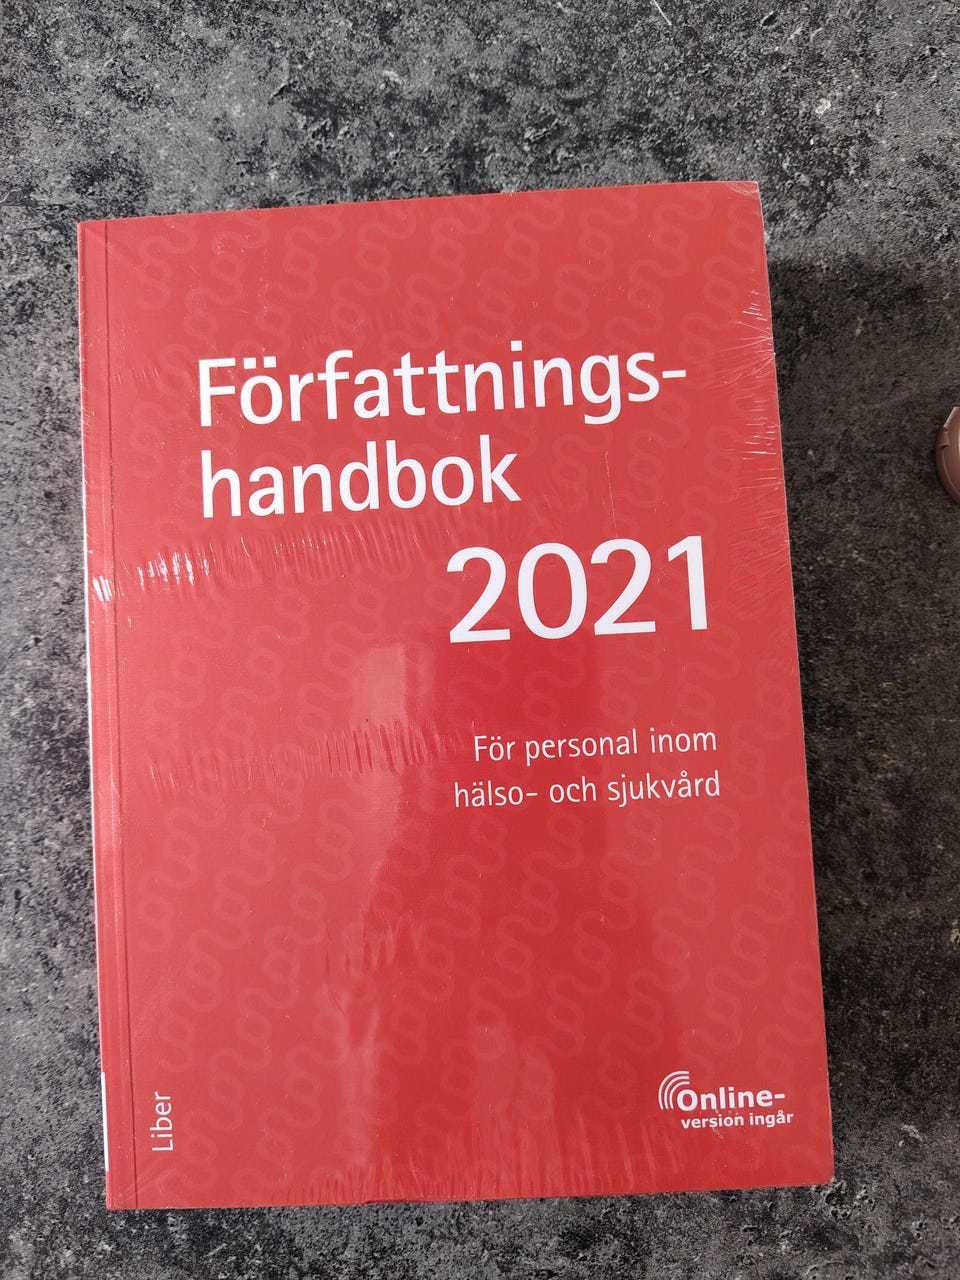 Författnings-
handbok
2021
För personal inom
hälso- och sjukvård
Liber
Online-
version ingår